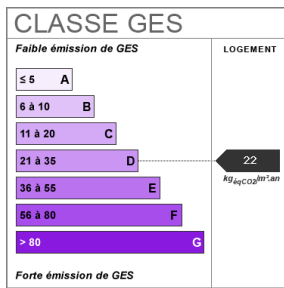 CLASSE GES
Faible émission de GES
LOGEMENT
≤ 5 A
6 à 10 B
11 à 20 C
21 à 35 D
22
kgéqCO2/m².an
36 à 55 E
56 à 80 F
> 80 G
Forte émission de GES